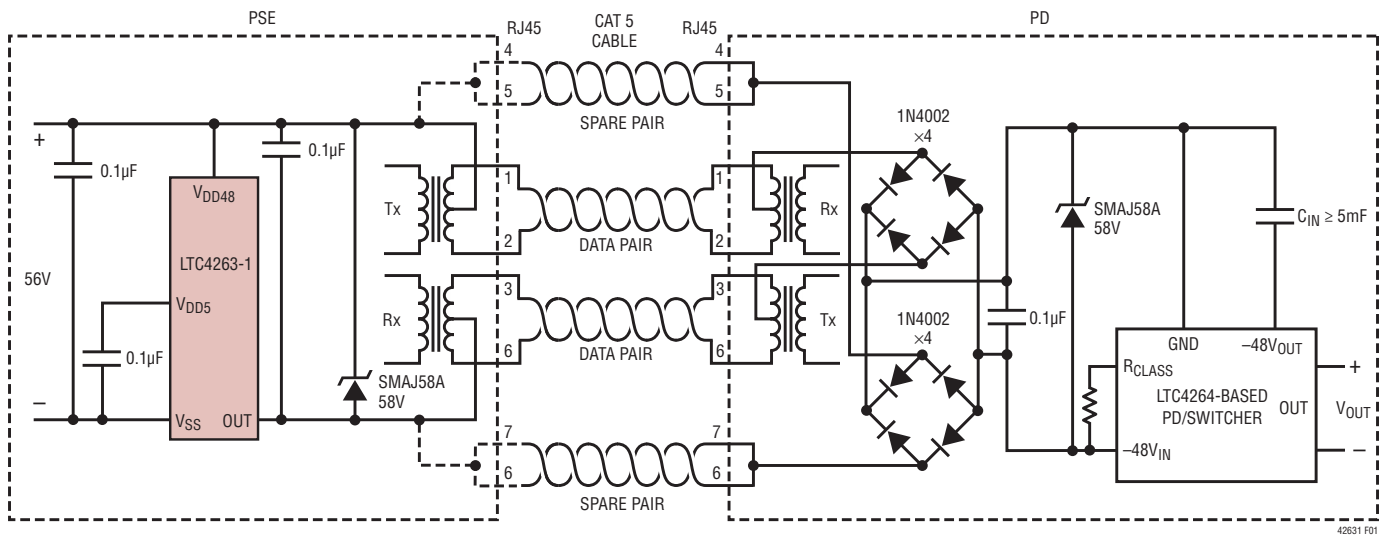 PSE
RJ45
CAT 5
CABLE
RJ45
PD
4
5
4
5
SPARE PAIR
+
0.1µF
0.1µF
VDD48
LTC4263-1
VDD5
56V
0.1µF
–
VSS
OUT
SMAJ58A
58V
Tx
Rx
1
2
1
2
DATA PAIR
3
6
3
6
DATA PAIR
7
6
7
6
SPARE PAIR
Rx
Tx
1N4002
×4
1N4002
×4
0.1µF
SMAJ58A
58V
CIN ≥ 5mF
GND
–48VOUT
RCLASS
LTC4264-BASED
PD/SWITCHER
OUT
–48VIN
+
VOUT
–
42631 F01